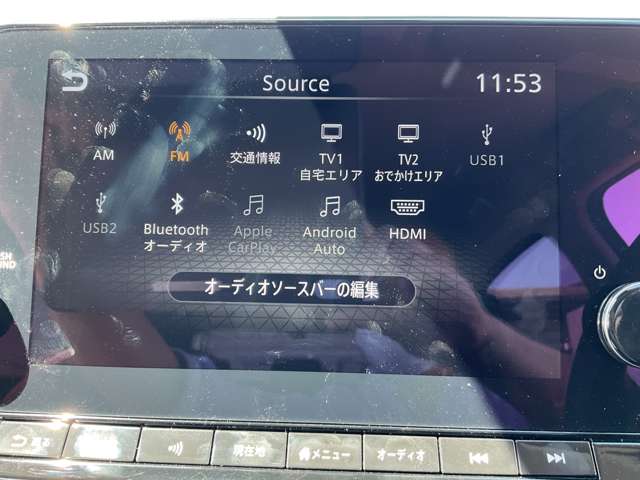 Source 11:53
AM FM 交通情報 TV1 TV2 USB1
自宅エリア おでかけエリア
USB2 Bluetooth Apple Android HDMI
オーディオ CarPlay Auto
オーディオソースバーの編集
戻る 現在地 メニュー オーディオ